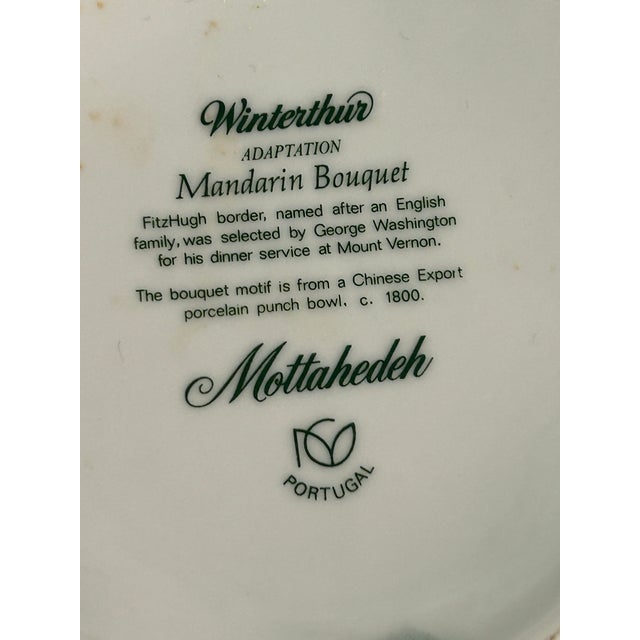 Winterthur
ADAPTATION
Mandarin Bouquet
FitzHugh border, named after an English
family, was selected by George Washington
for his dinner service at Mount Vernon.
The bouquet motif is from a Chinese Export
porcelain punch bowl, c. 1800.
Mottahedeh
PORTUGAL